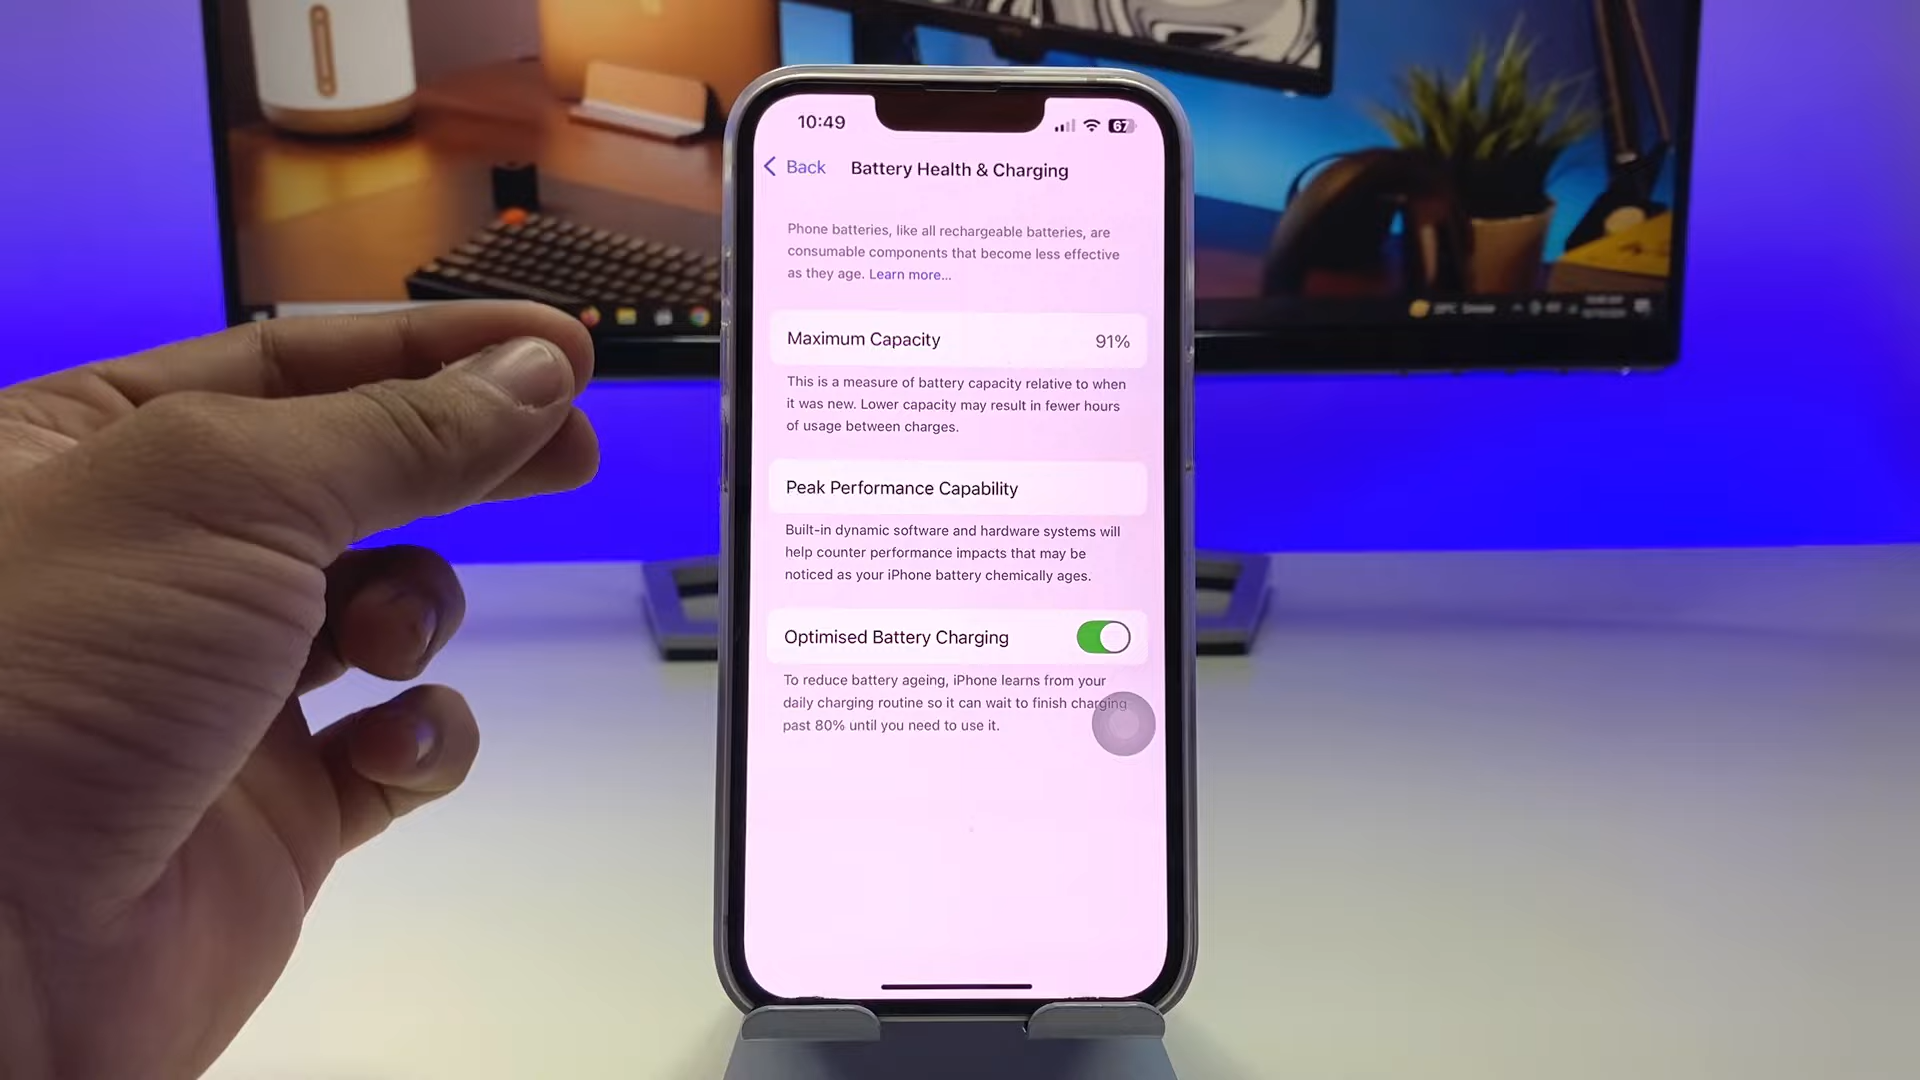 10:49
67
Back
Battery Health & Charging
Phone batteries, like all rechargeable batteries, are
consumable components that become less effective
as they age. Learn more...
Maximum Capacity 91%
This is a measure of battery capacity relative to when
it was new. Lower capacity may result in fewer hours
of usage between charges.
Peak Performance Capability
Built-in dynamic software and hardware systems will
help counter performance impacts that may be
noticed as your iPhone battery chemically ages.
Optimised Battery Charging
To reduce battery ageing, iPhone learns from your
daily charging routine so it can wait to finish charging
past 80% until you need to use it.